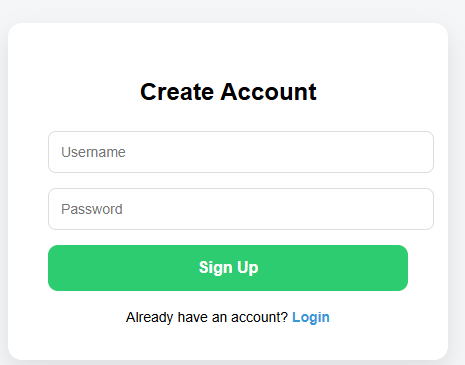 Create Account
Username
Password
Sign Up
Already have an account? Login